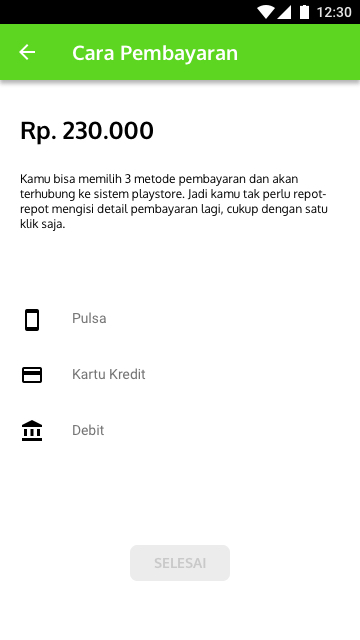 12:30
Cara Pembayaran
Rp. 230.000
Kamu bisa memilih 3 metode pembayaran dan akan
terhubung ke sistem playstore. Jadi kamu tak perlu repot-
repot mengisi detail pembayaran lagi, cukup dengan satu
klik saja.
Pulsa
Kartu Kredit
Debit
SELESAI